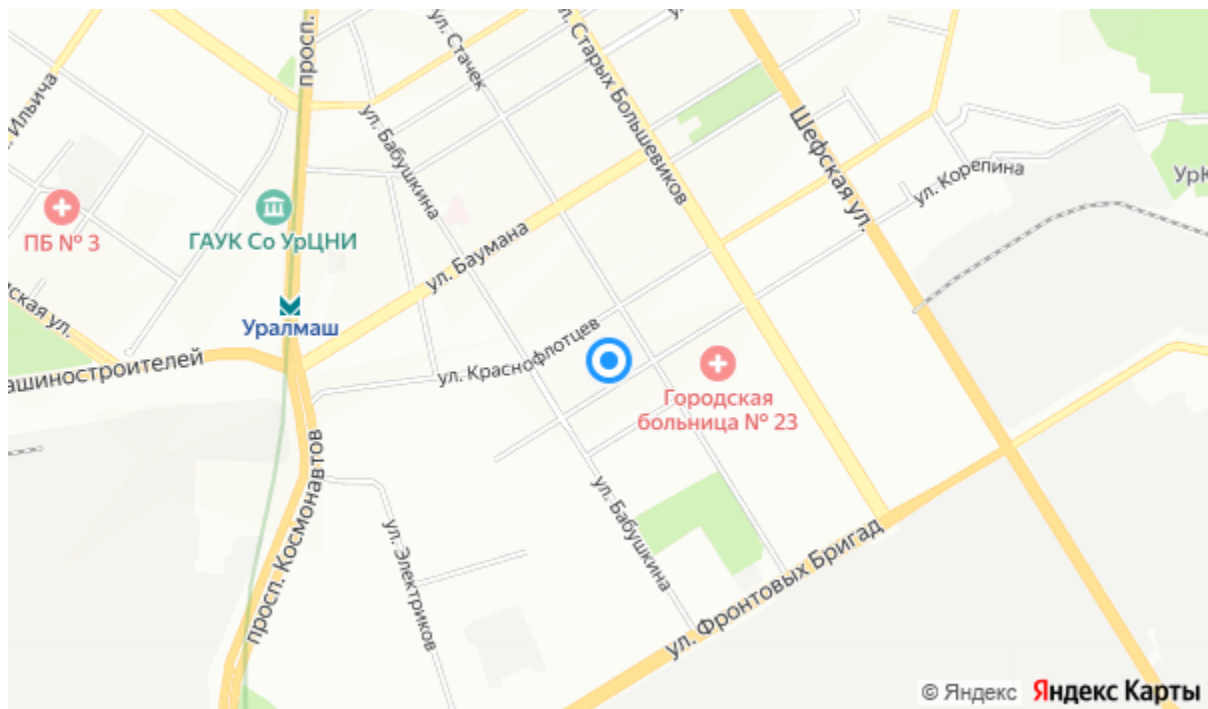 просп.
ул. Стачек
ул. Старых Большевиков
Ильича
ул. Бабушкина
Шефская ул.
ул. Корепина
ПБ № 3
ГАУК Со УрЦНИ
ул. Баумана
Уралмаш
ская ул.
ашиностроителей
ул. Краснофлотцев
Городская
больница № 23
просп. Космонавтов
ул. Электриков
ул. Бабушкина
ул. Фронтовых Бригад
© Яндекс Яндекс Карты